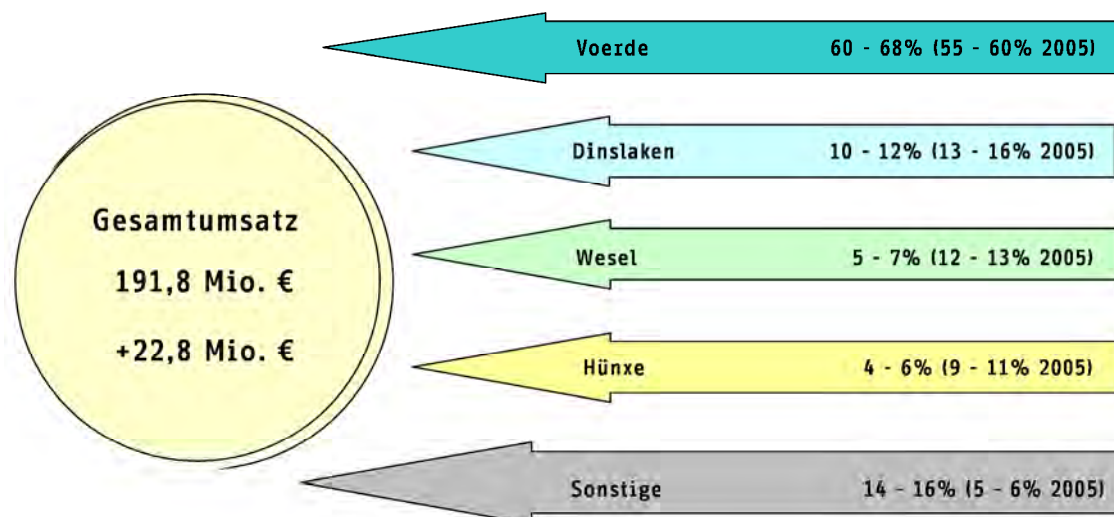 Voerde 60 - 68% (55 - 60% 2005)
Dinslaken 10 - 12% (13 - 16% 2005)
Gesamtumsatz
191,8 Mio. €
+22,8 Mio. €
Wesel 5 - 7% (12 - 13% 2005)
Hünxe 4 - 6% (9 - 11% 2005)
Sonstige 14 - 16% (5 - 6% 2005)